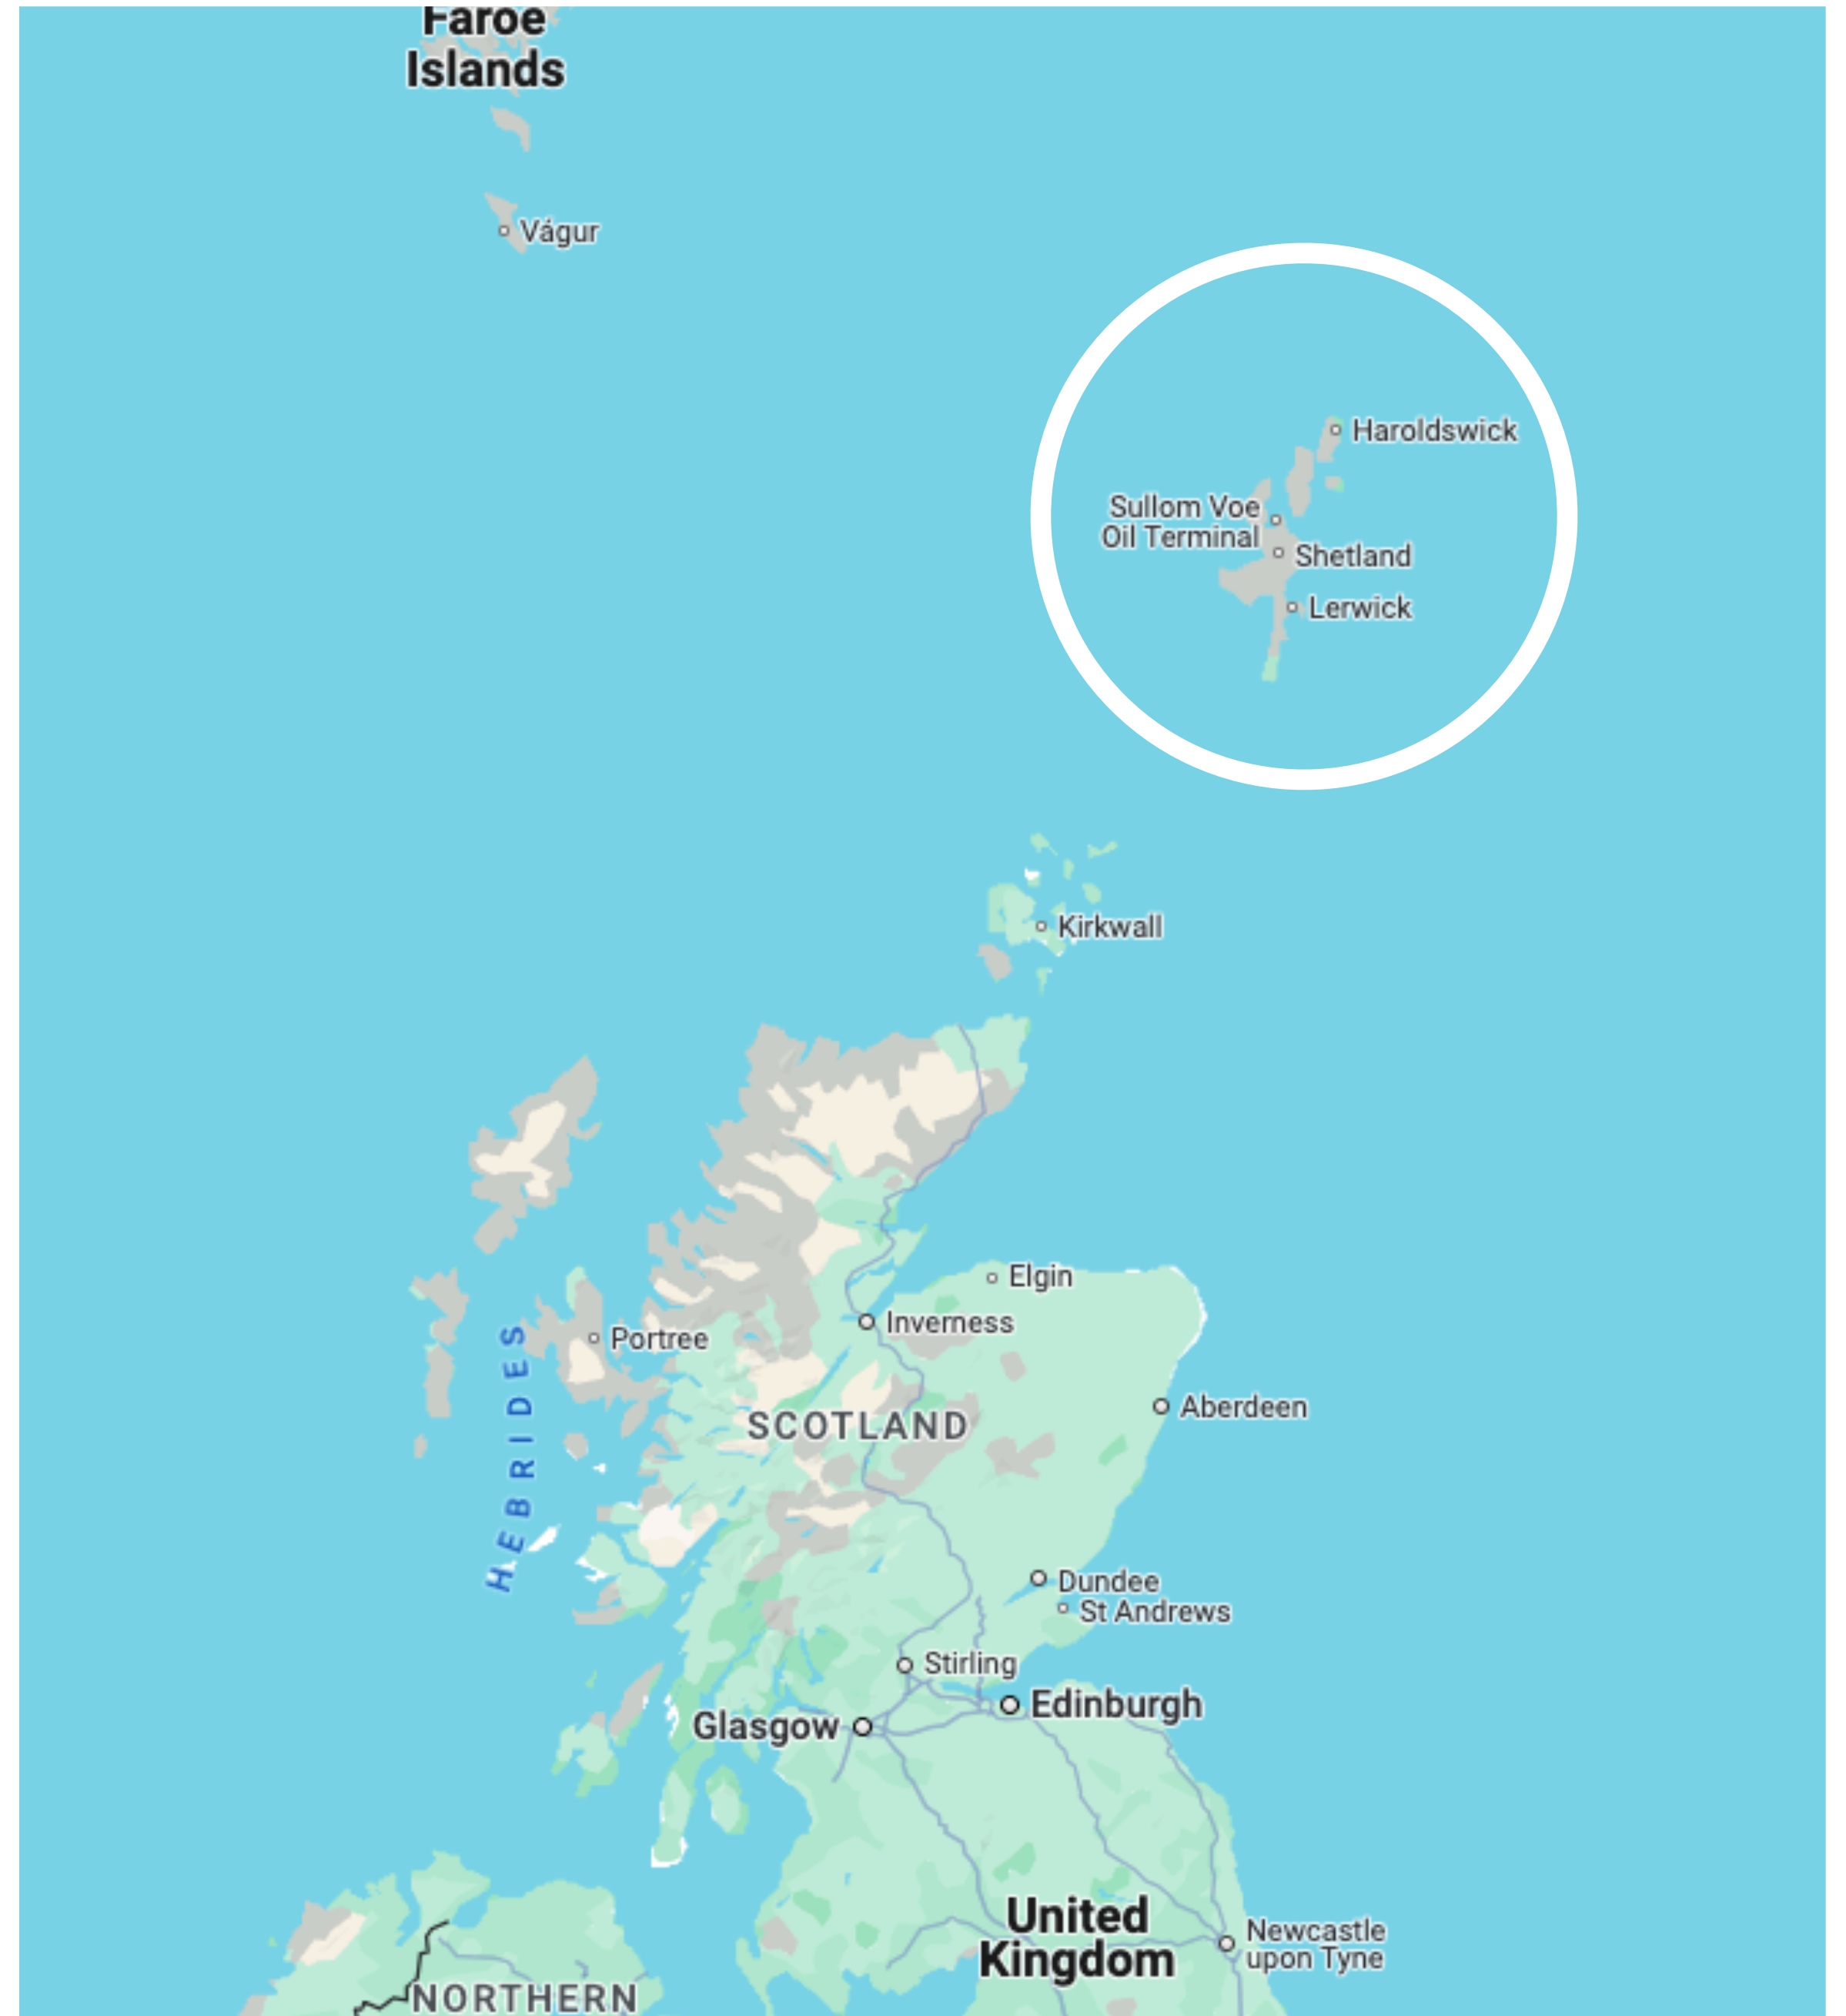 Faroe
Islands
Vágur
Haroldswick
Sullom Voe
Oil Terminal
Shetland
Lerwick
Kirkwall
Elgin
Inverness
Portree
HEBRIDES
Aberdeen
SCOTLAND
Dundee
St Andrews
Stirling
Edinburgh
Glasgow
United
Kingdom
Newcastle
upon Tyne
NORTHERN